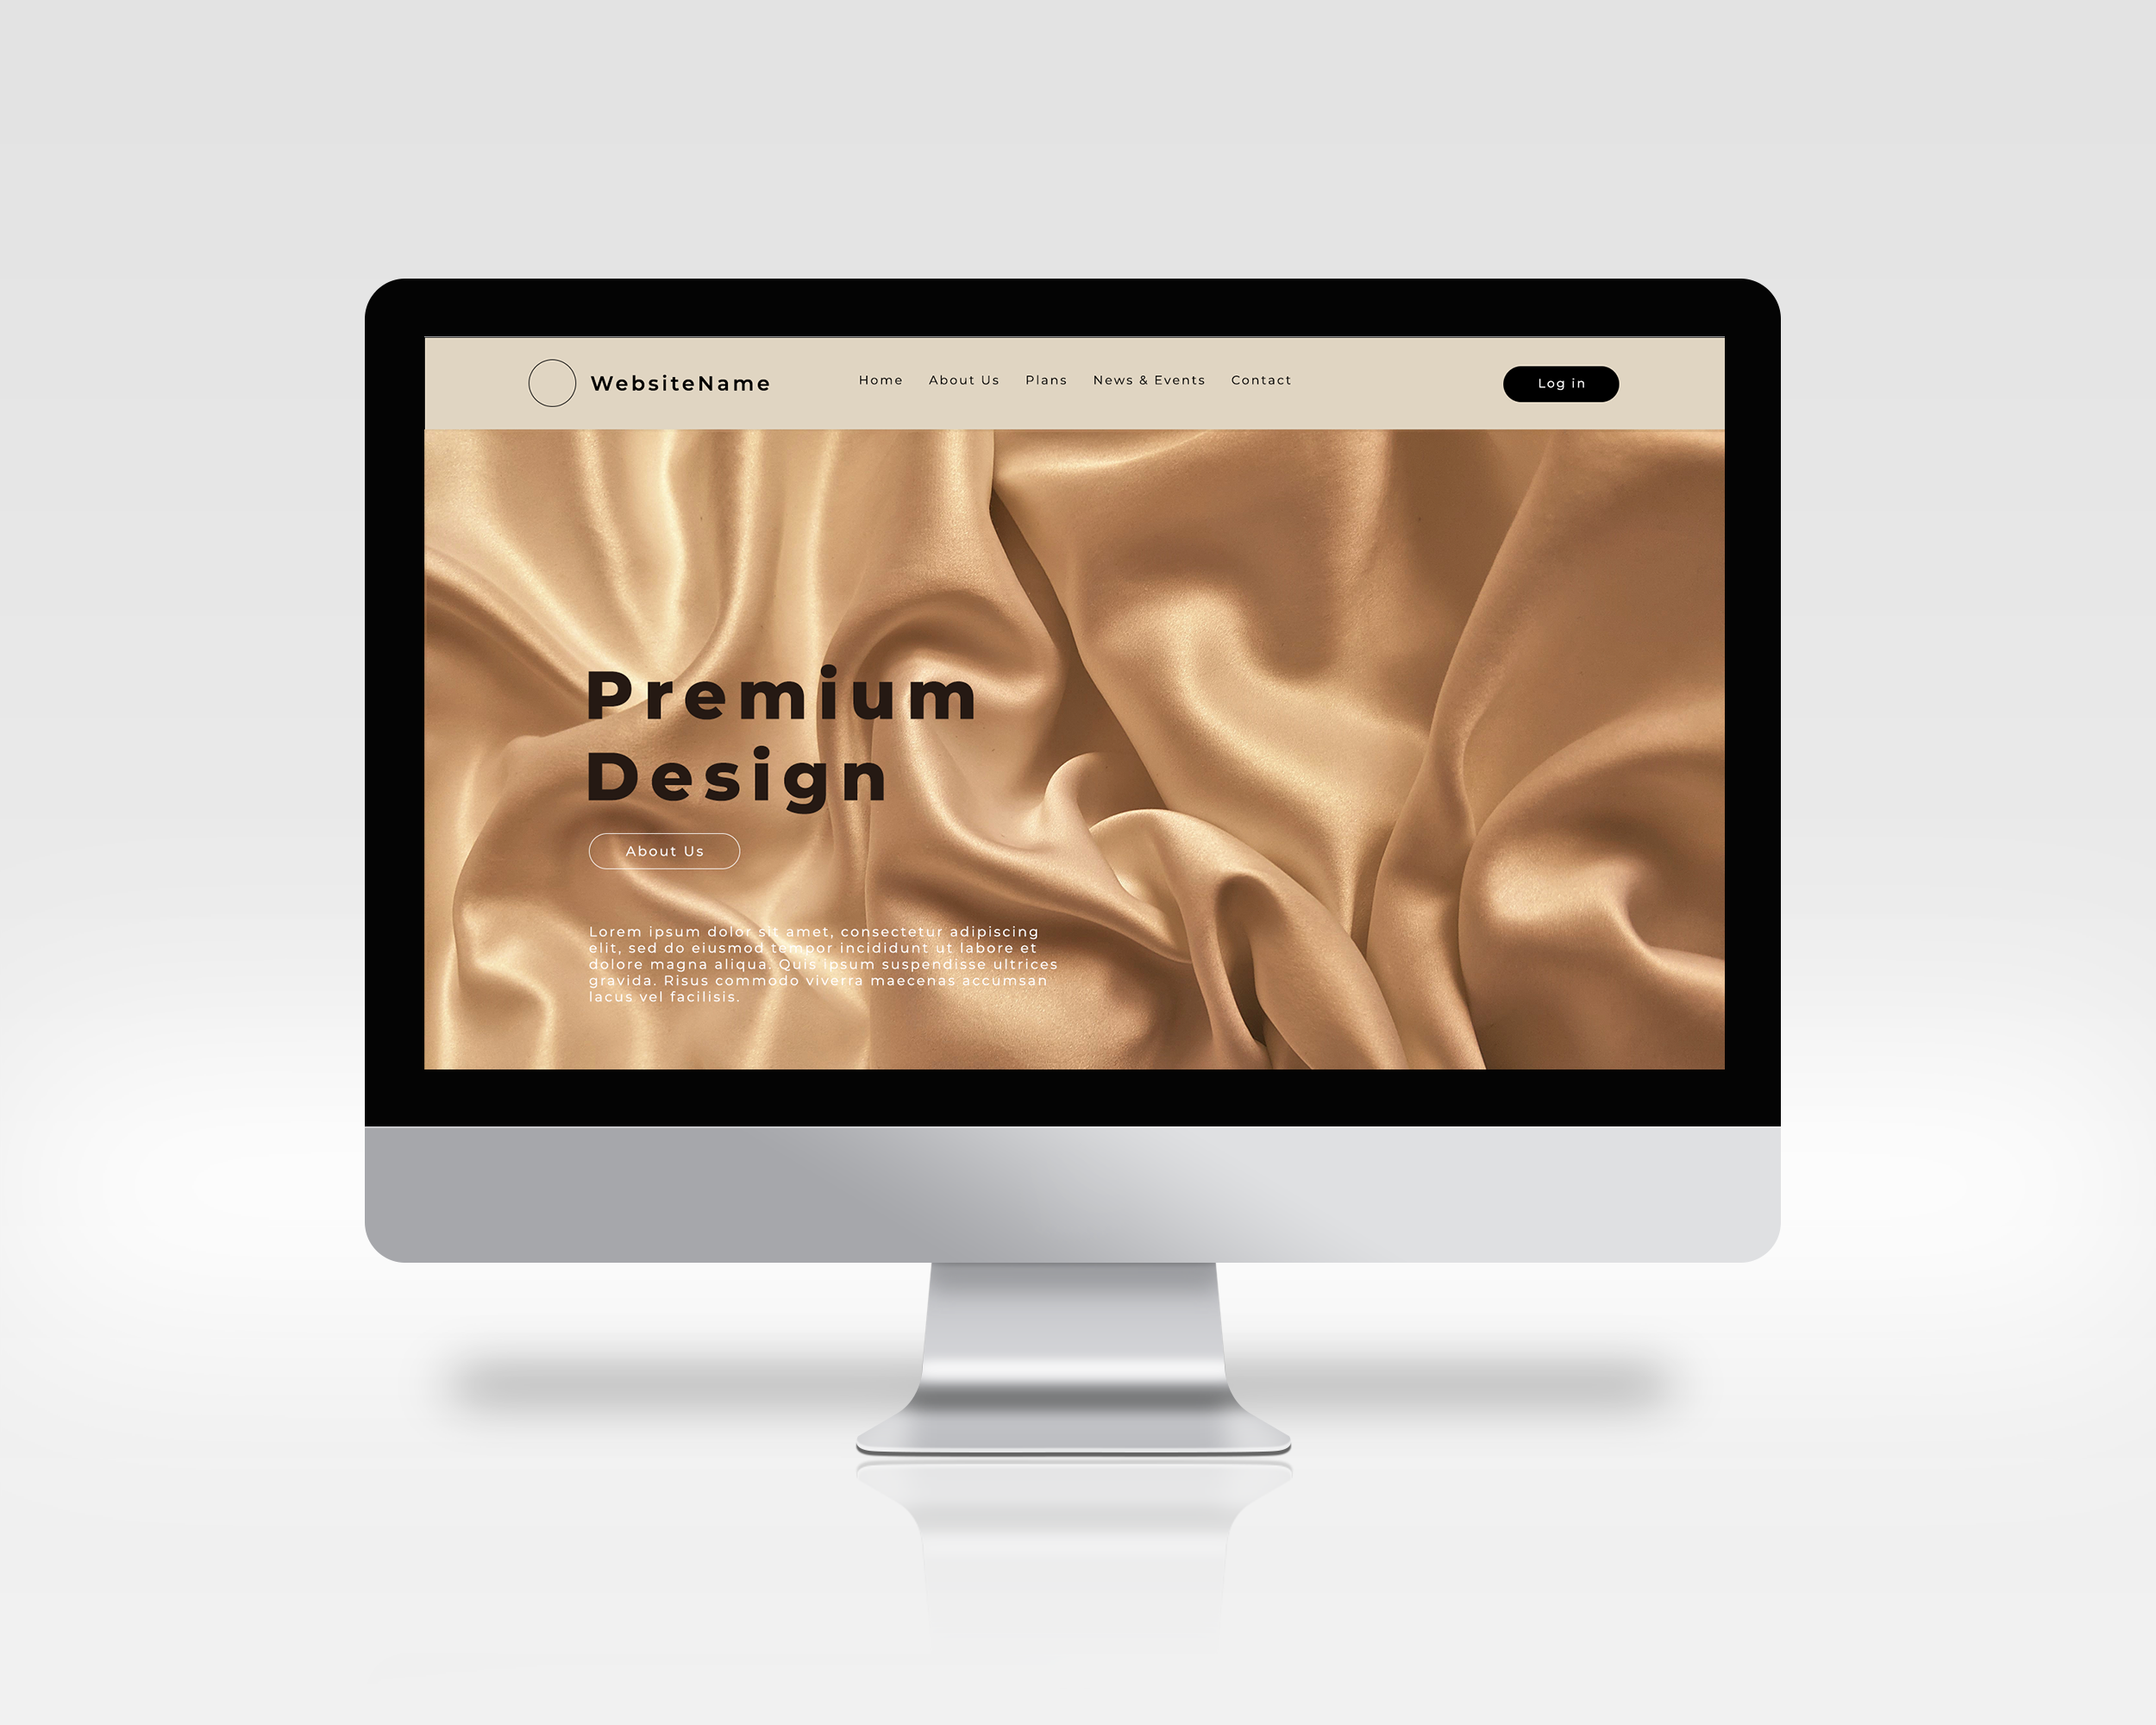 WebsiteName
Home About Us Plans News & Events Contact
Log in
Premium
Design
About Us
Lorem ipsum dolor sit amet, consectetur adipiscing
elit, sed do eiusmod tempor incididunt ut labore et
dolore magna aliqua. Quis ipsum suspendisse ultrices
gravida. Risus commodo viverra maecenas accumsan
lacus vel facilisis.